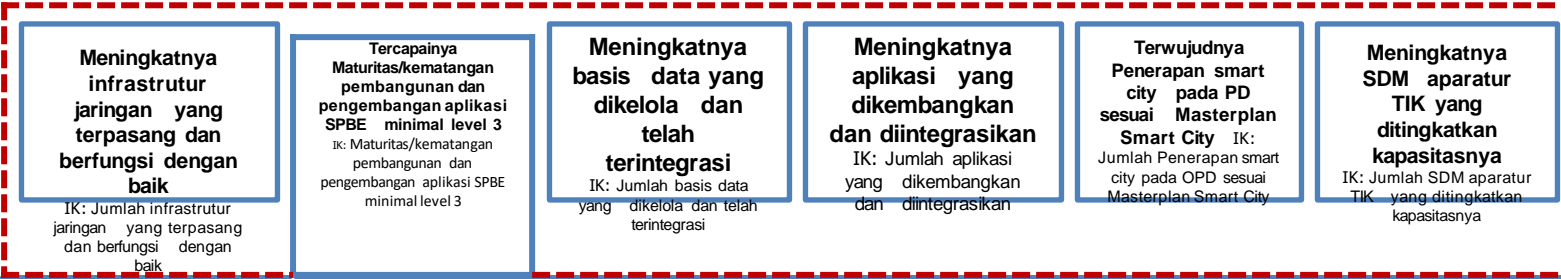 Meningkatnya
infrastrutur
jaringan yang
terpasang dan
berfungsi dengan
baik
IK: Jumlah infrastrutur
jaringan yang terpasang
dan berfungsi dengan
baik
Tercapainya
Maturitas/kematangan
pembangunan dan
pengembangan aplikasi
SPBE minimal level 3
IK: Maturitas/kematangan
pembangunan dan
pengembangan aplikasi SPBE
minimal level 3
Meningkatnya
basis data yang
dikelola dan
telah
terintegrasi
IK: Jumlah basis data
yang dikelola dan telah
terintegrasi
Meningkatnya
aplikasi yang
dikembangkan
dan diintegrasikan
IK: Jumlah aplikasi
yang dikembangkan
dan diintegrasikan
Terwujudnya
Penerapan smart
city pada PD
sesuai Masterplan
Smart City IK:
Jumlah Penerapan smart
city pada OPD sesuai
Masterplan Smart City
Meningkatnya
SDM aparatur
TIK yang
ditingkatkan
kapasitasnya
IK: Jumlah SDM aparatur
TIK yang ditingkatkan
kapasitasnya